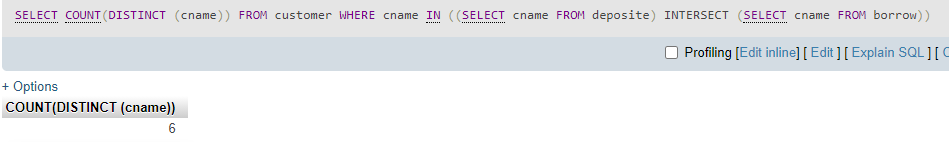 SELECT COUNT(DISTINCT (cname)) FROM customer WHERE cname IN ((SELECT cname FROM deposite) INTERSECT (SELECT cname FROM borrow))
Profiling [Edit inline] [ Edit ] [ Explain SQL ] [
+ Options
COUNT(DISTINCT (cname))
6